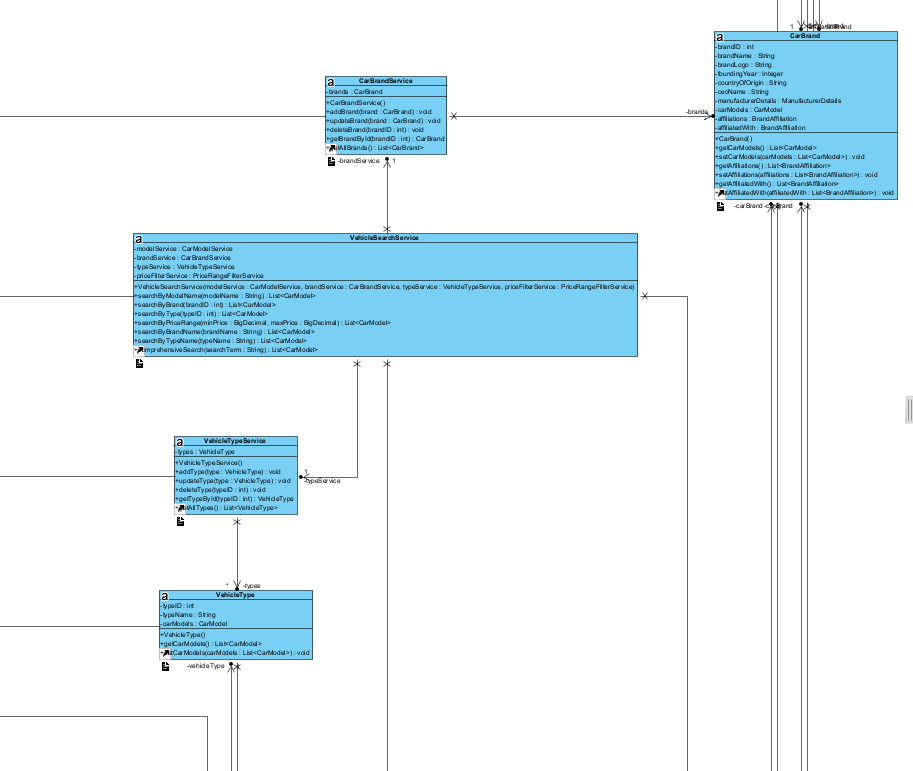 1
CarBrand
-brandID : int
-brandName : String
-brandLogo : String
-foundingYear : Integer
-countryOfOrigin : String
-ceoName : String
-manufacturerDetails : ManufacturerDetails
-carModels : CarModel
-affiliations : BrandAffiliation
-affiliatedWith : BrandAffiliation
+CarBrand()
+getCarModels() : List<CarModel>
+setCarModels(carModels : List<CarModel>) : void
+getAffiliations() : List<BrandAffiliation>
+setAffiliations(affiliations : List<BrandAffiliation>) : void
+getAffiliatedWith() : List<BrandAffiliation>
AffiliatedWith(affiliatedWith : List<BrandAffiliation>) : void
-carBrand
CarBrandService
-brands : CarBrand
+CarBrandService()
+addBrand(brand : CarBrand) : void
+updateBrand(brand : CarBrand) : void
+deleteBrand(brandID : int) : void
+getBrandById(brandID : int) : CarBrand
AllBrands() : List<CarBrand>
-brands
-brandService
1
VehicleSearchService
-modelService : CarModelService
-brandService : CarBrandService
-typeService : VehicleTypeService
-priceFilterService : PriceRangeFilterService
+VehicleSearchService(modelService : CarModelService, brandService : CarBrandService, typeService : VehicleTypeService, priceFilterService : PriceRangeFilterService)
+searchByModelName(modelName : String) : List<CarModel>
+searchByBrand(brandID : int) : List<CarModel>
+searchByType(typeID : int) : List<CarModel>
+searchByPriceRange(minPrice : BigDecimal, maxPrice : BigDecimal) : List<CarModel>
+searchByBrandName(brandName : String) : List<CarModel>
+searchByTypeName(typeName : String) : List<CarModel>
mprehensiveSearch(searchTerm : String) : List<CarModel>
VehicleTypeService
-types : VehicleType
+VehicleTypeService()
+addType(type : VehicleType) : void
+updateType(type : VehicleType) : void
+deleteType(typeID : int) : void
+getTypeById(typeID : int) : VehicleType
AllTypes() : List<VehicleType>
1
-typeService
*
-types
VehicleType
-typeID : int
-typeName : String
-carModels : CarModel
+VehicleType()
+getCarModels() : List<CarModel>
CarModels(carModels : List<CarModel>) : void
-vehicleType